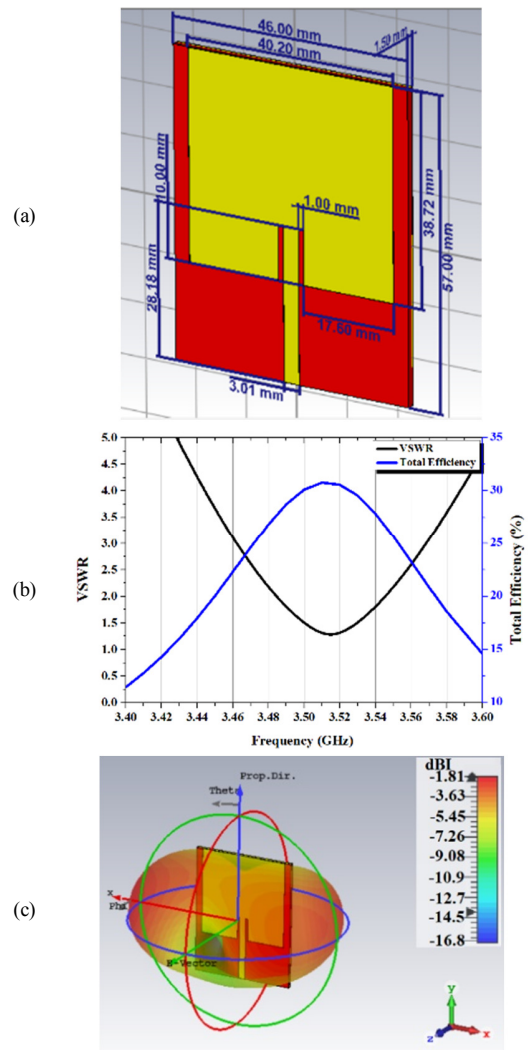 (a)
46.00 mm
40.20 mm
1.50 mm
10.00 mm
1.00 mm
38.72 mm
57.00 mm
28.18 mm
17.60 mm
3.01 mm
(b)
VSWR
Total Efficiency
5.0
4.5
4.0
3.5
3.0
2.5
2.0
1.5
1.0
0.5
0.0
VSWR
35
30
25
20
15
10
Total Efficiency (%)
3.40 3.42 3.44 3.46 3.48 3.50 3.52 3.54 3.56 3.58 3.60
Frequency (GHz)
(c)
dBI
-1.81
-3.63
-5.45
-7.26
-9.08
-10.9
-12.7
-14.5
-16.8
Prop.Dir.
Theta
x
Phi
E-Vector
y
z
x